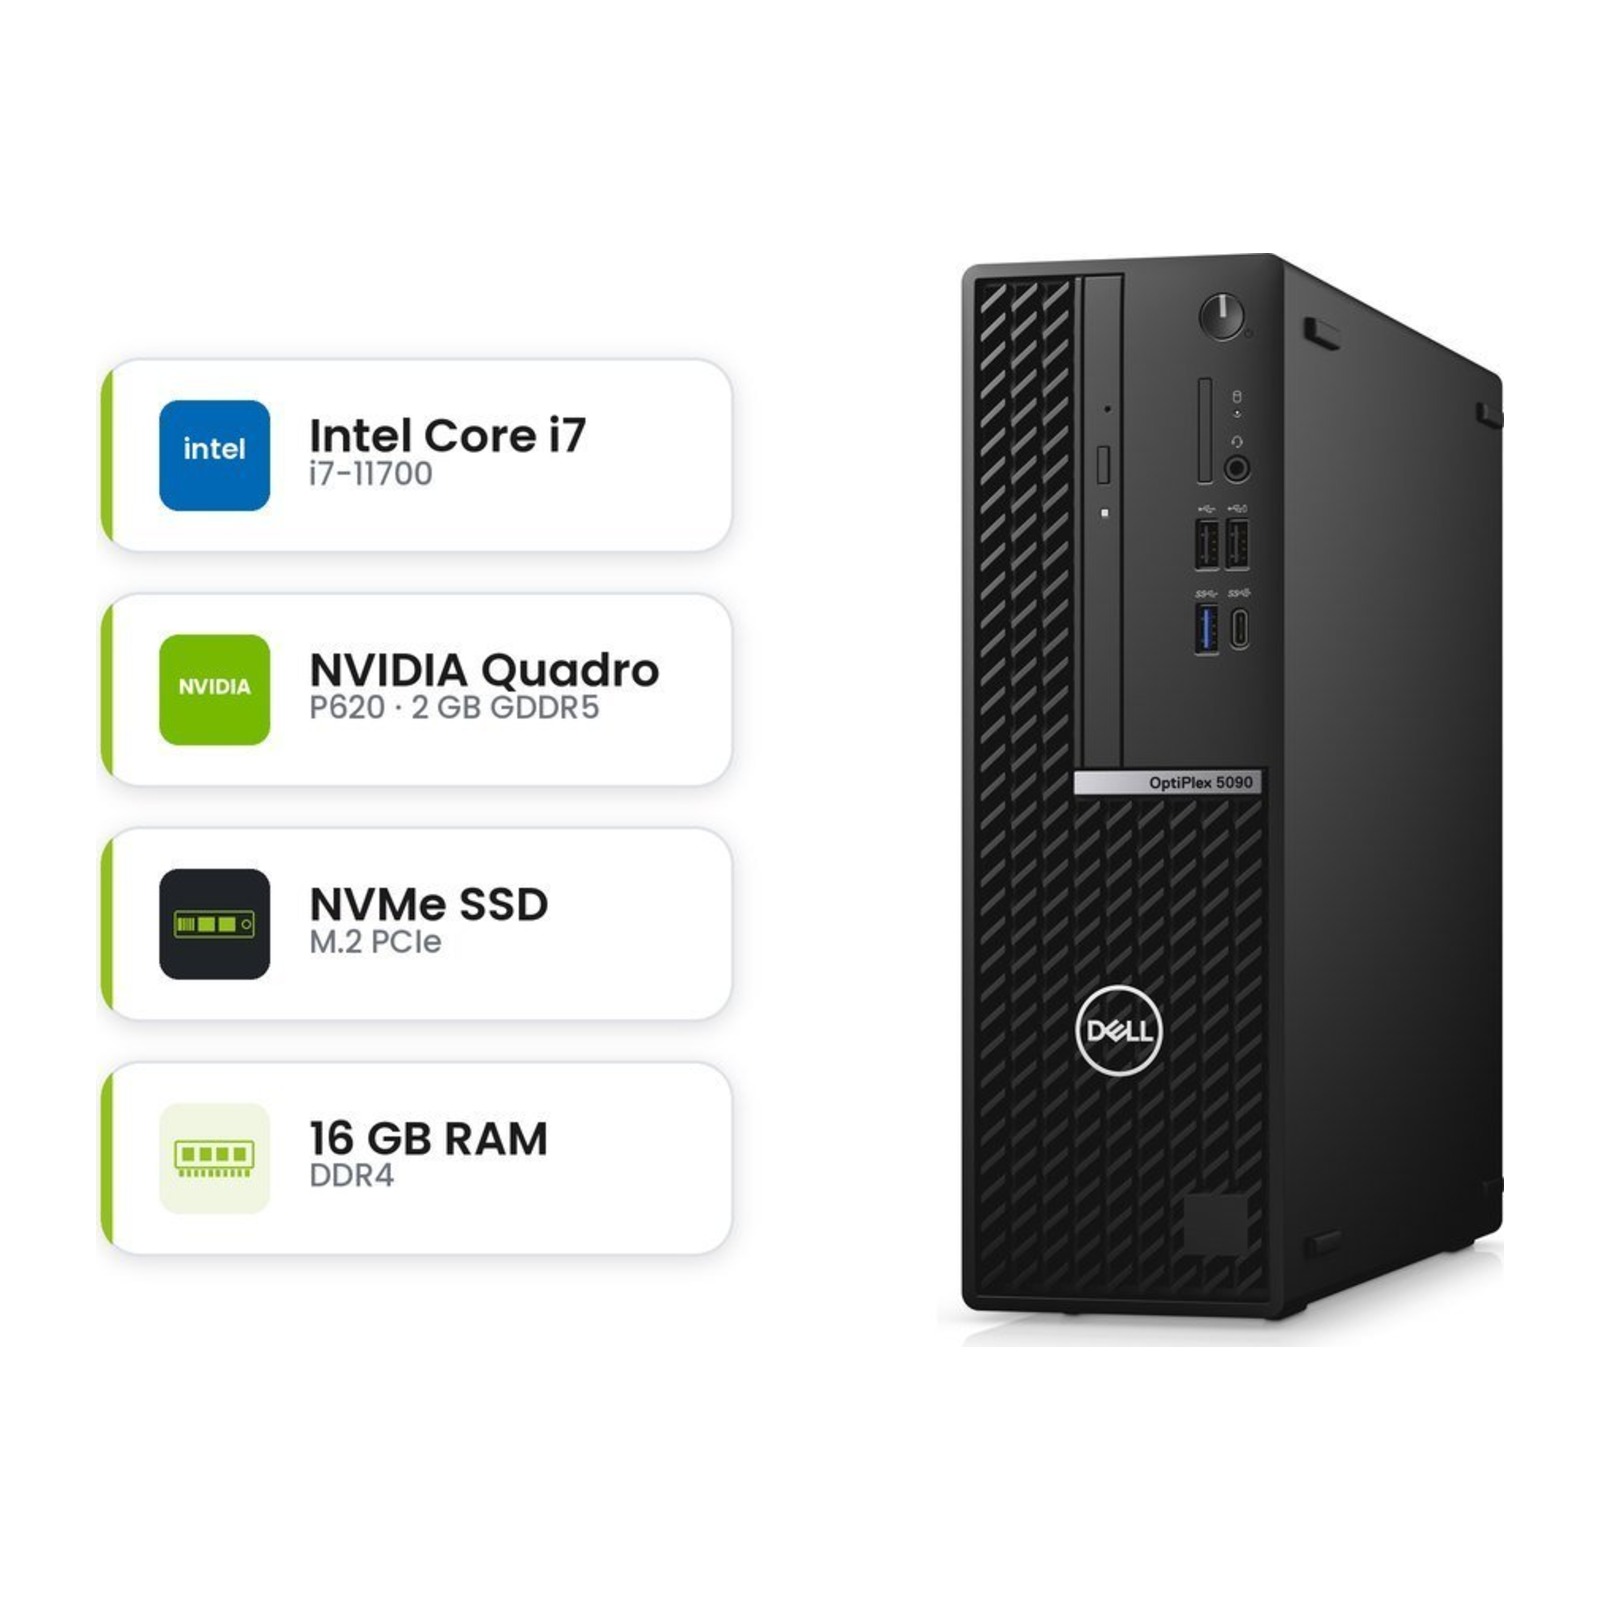 intel
Intel Core i7
i7-11700
NVIDIA
NVIDIA Quadro
P620 · 2 GB GDDR5
NVMe SSD
M.2 PCIe
16 GB RAM
DDR4
OptiPlex 5090
DELL